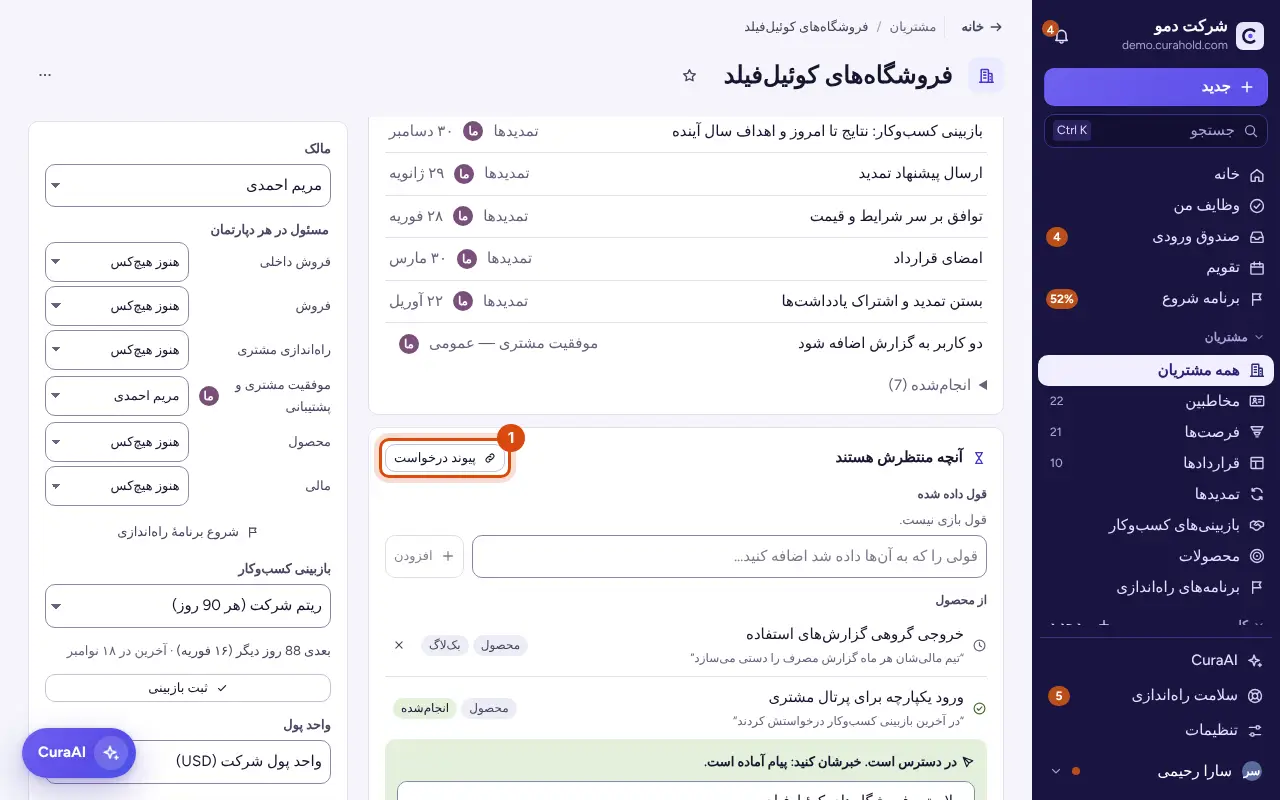 شرکت دمو
demo.curahold.com
4
+ جدید
جستجو
Ctrl K
خانه
وظایف من
صندوق ورودی 4
تقویم
برنامه شروع 52%
مشتریان
همه مشتریان
مخاطبین 22
فرصت‌ها 21
قراردادها 10
تمدیدها
بازبینی‌های کسب‌وکار
محصولات
برنامه‌های راه‌اندازی
CuraAI
سلامت راه‌اندازی 5
تنظیمات
سر سارا رحیمی
→ خانه
مشتریان / فروشگاه‌های کوئیل‌فیلد
فروشگاه‌های کوئیل‌فیلد
...
بازبینی کسب‌وکار: نتایج تا امروز و اهداف سال آینده تمدیدها ما ۳۰ دسامبر
ارسال پیشنهاد تمدید تمدیدها ما ۲۹ ژانویه
توافق بر سر شرایط و قیمت تمدیدها ما ۲۸ فوریه
امضای قرارداد تمدیدها ما ۳۰ مارس
بستن تمدید و اشتراک یادداشت‌ها تمدیدها ما ۲۲ آوریل
دو کاربر به گزارش اضافه شود موفقیت مشتری — عمومی ما
انجام‌شده (7)
آنچه منتظرش هستند
پیوند درخواست
1
قول داده شده
قول بازی نیست.
قولی را که به آن‌ها داده شد اضافه کنید...
+ افزودن
از محصول
خروجی گروهی گزارش‌های استفاده محصول بک‌لاگ ×
“تیم مالی‌شان هر ماه گزارش مصرف را دستی می‌سازد”
ورود یکپارچه برای پرتال مشتری محصول انجام‌شده
“در آخرین بازبینی کسب‌وکار درخواستش کردند”
در دسترس است. خبرشان کنید: پیام آماده است.
مالک
مریم احمدی
مسئول در هر دپارتمان
فروش داخلی هنوز هیچ‌کس
فروش هنوز هیچ‌کس
راه‌اندازی مشتری هنوز هیچ‌کس
موفقیت مشتری و پشتیبانی ما مریم احمدی
محصول هنوز هیچ‌کس
مالی هنوز هیچ‌کس
شروع برنامهٔ راه‌اندازی
بازبینی کسب‌وکار
ریتم شرکت (هر 90 روز)
بعدی 88 روز دیگر (۱۶ فوریه) · آخرین در ۱۸ نوامبر
ثبت بازبینی
واحد پول
واحد پول شرکت (USD)
CuraAI